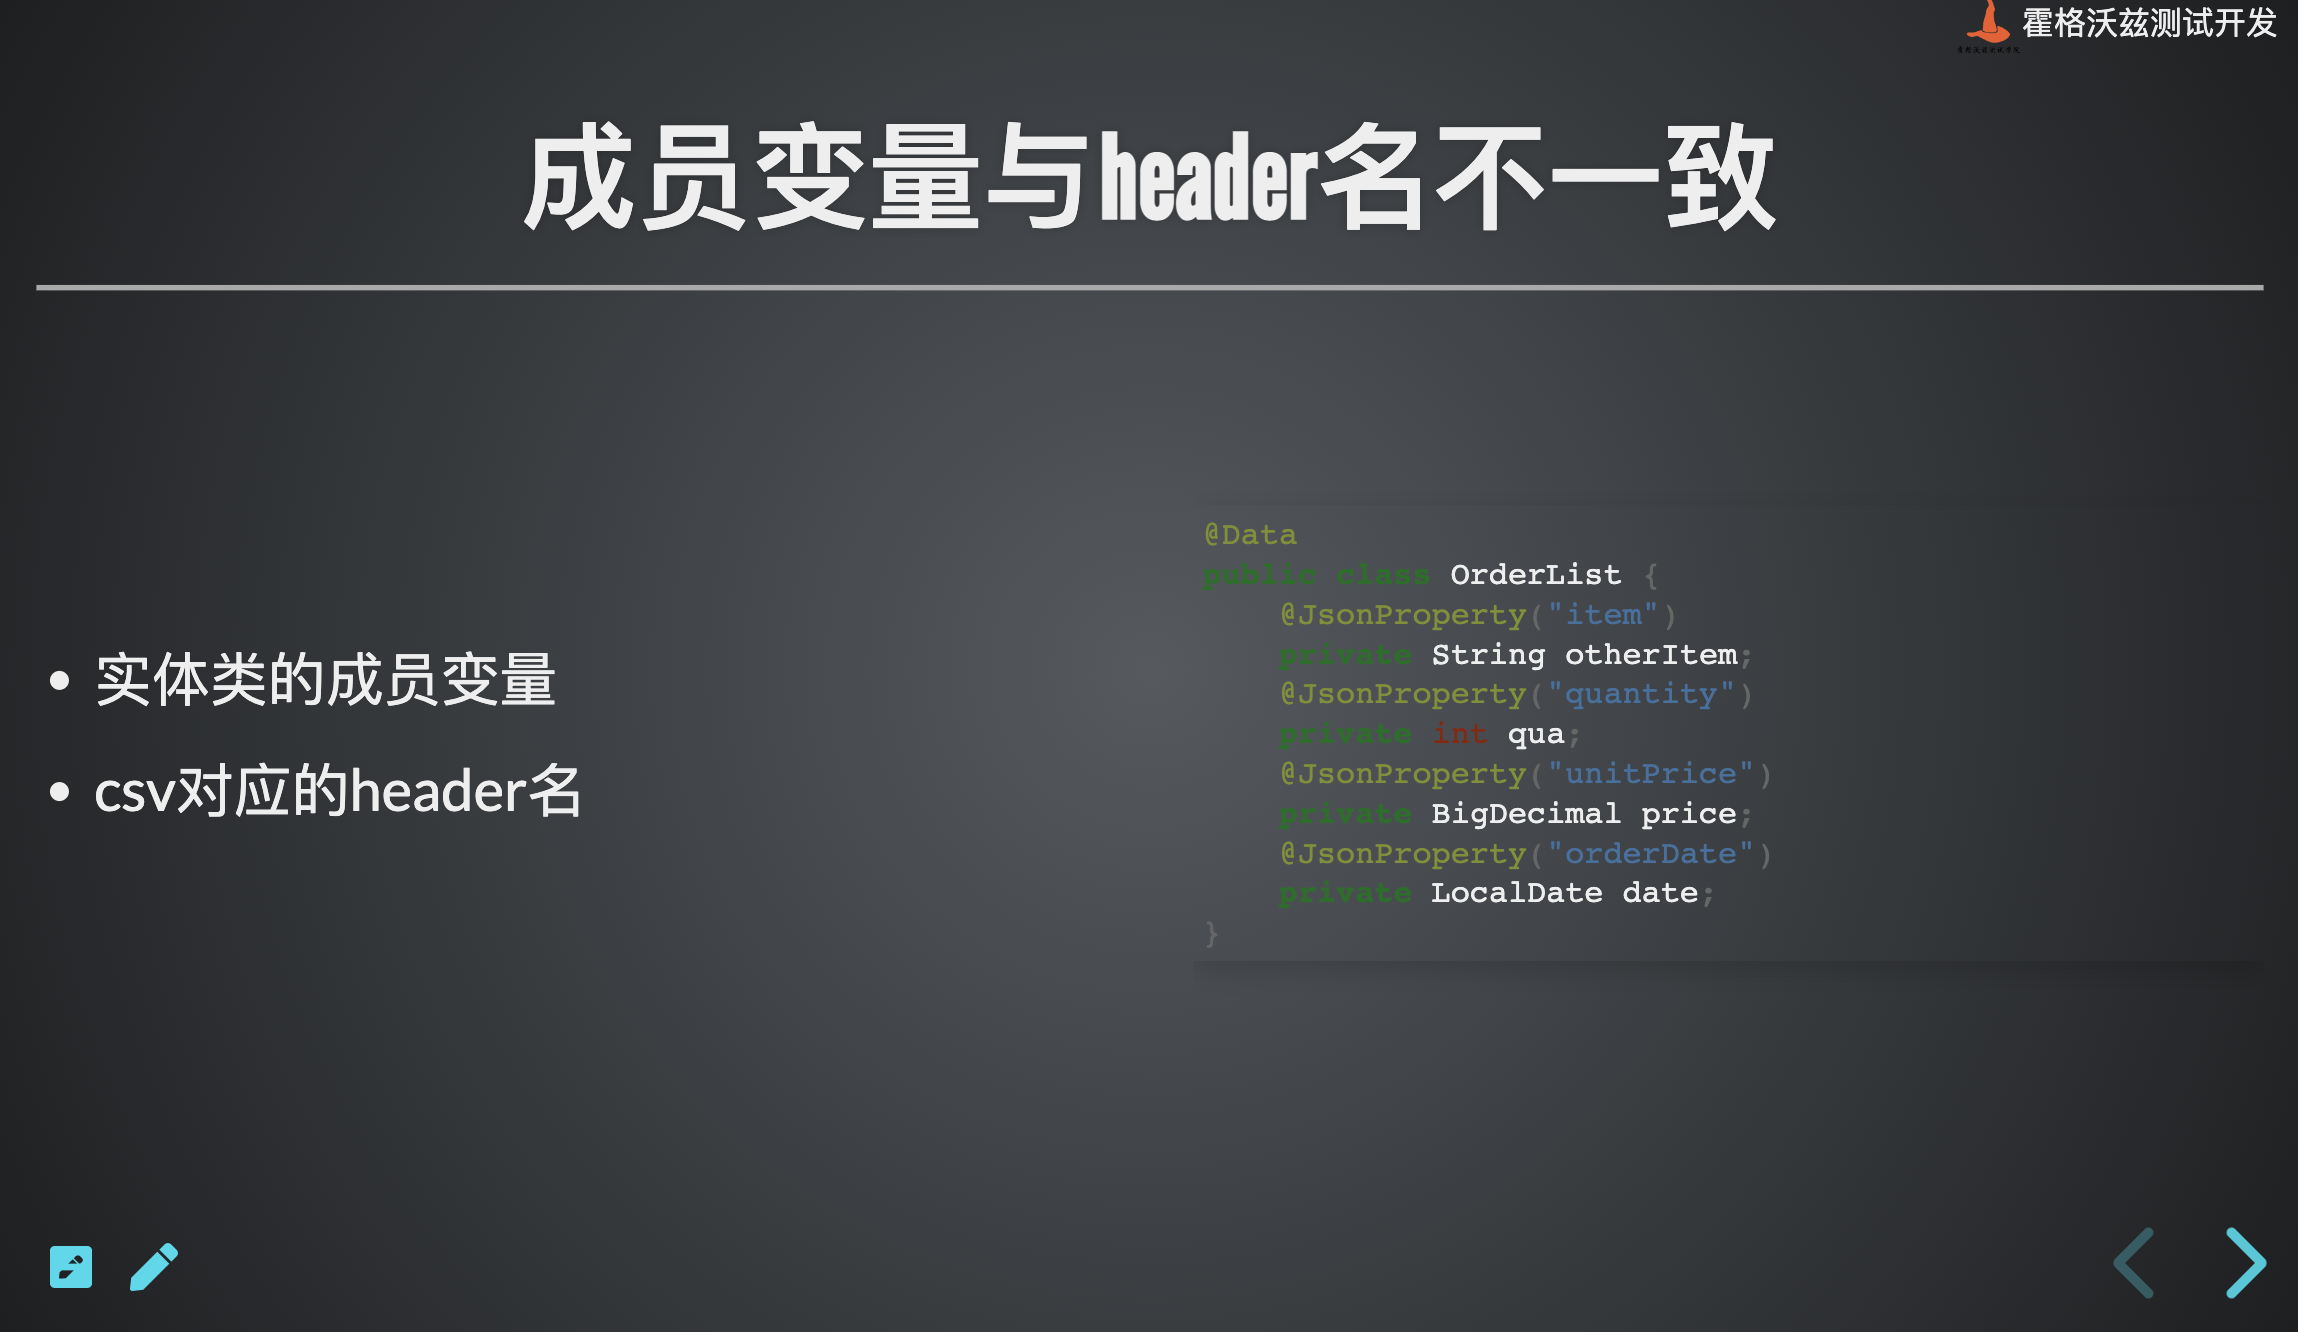 霍格沃兹测试开发
成员变量与header名不一致
• 实体类的成员变量
• csv对应的header名
@Data
public class OrderList {
    @JsonProperty("item")
    private String otherItem;
    @JsonProperty("quantity")
    private int qua;
    @JsonProperty("unitPrice")
    private BigDecimal price;
    @JsonProperty("orderDate")
    private LocalDate date;
}